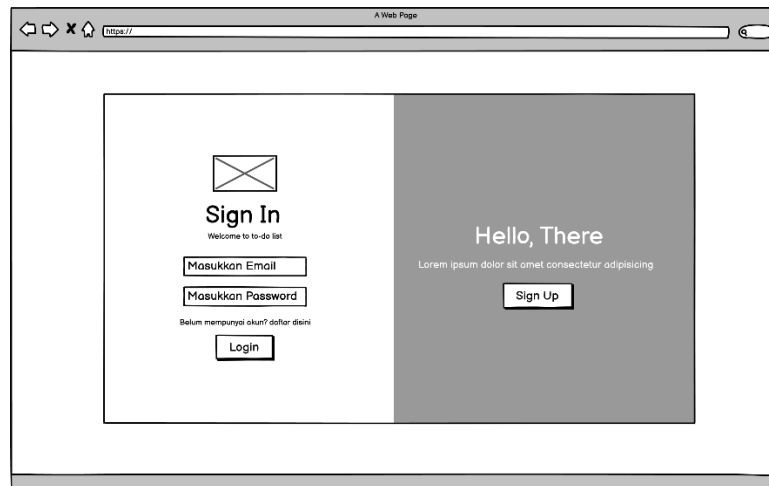 A Web Page
https://
Sign In
Welcome to to-do list
Masukkan Email
Masukkan Password
Belum mempunyai akun? daftar disini
Login
Hello, There
Lorem ipsum dolor sit amet consectetur adipisicing
Sign Up